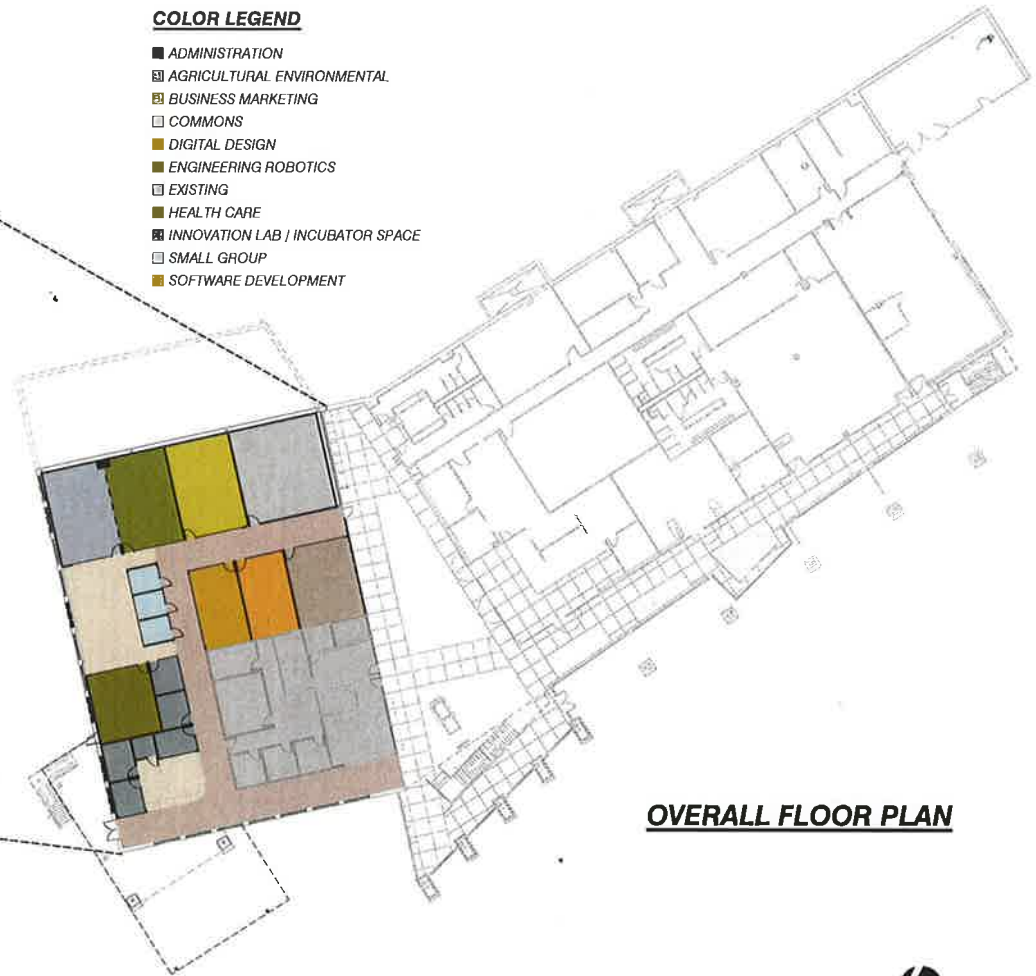 COLOR LEGEND
ADMINISTRATION
AGRICULTURAL ENVIRONMENTAL
BUSINESS MARKETING
COMMONS
DIGITAL DESIGN
ENGINEERING ROBOTICS
EXISTING
HEALTH CARE
INNOVATION LAB / INCUBATOR SPACE
SMALL GROUP
SOFTWARE DEVELOPMENT
OVERALL FLOOR PLAN